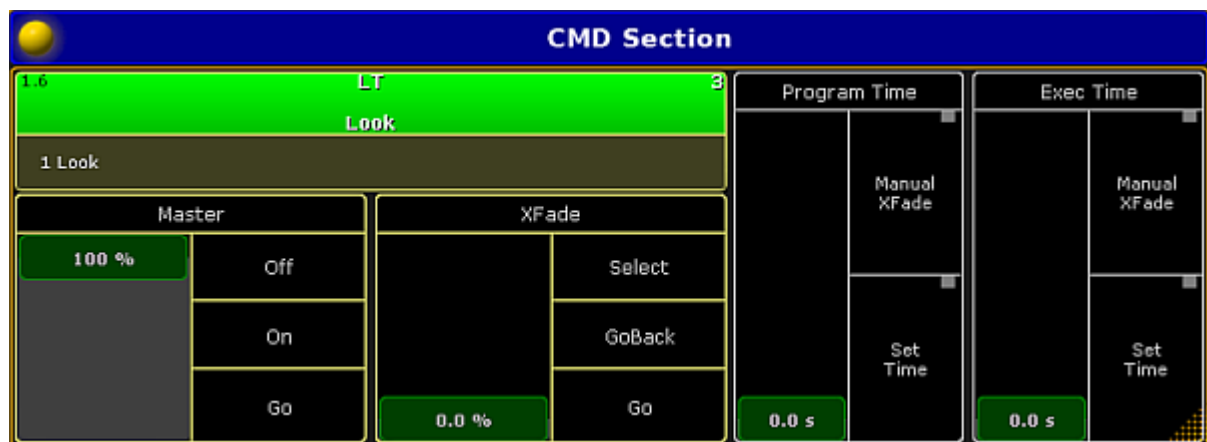 CMD Section
1.6 LT 3
Look
1 Look
Master
100 %
Off
On
Go
XFade
0.0 %
Select
GoBack
Go
Program Time
Manual
XFade
Set
Time
0.0 s
Exec Time
Manual
XFade
Set
Time
0.0 s